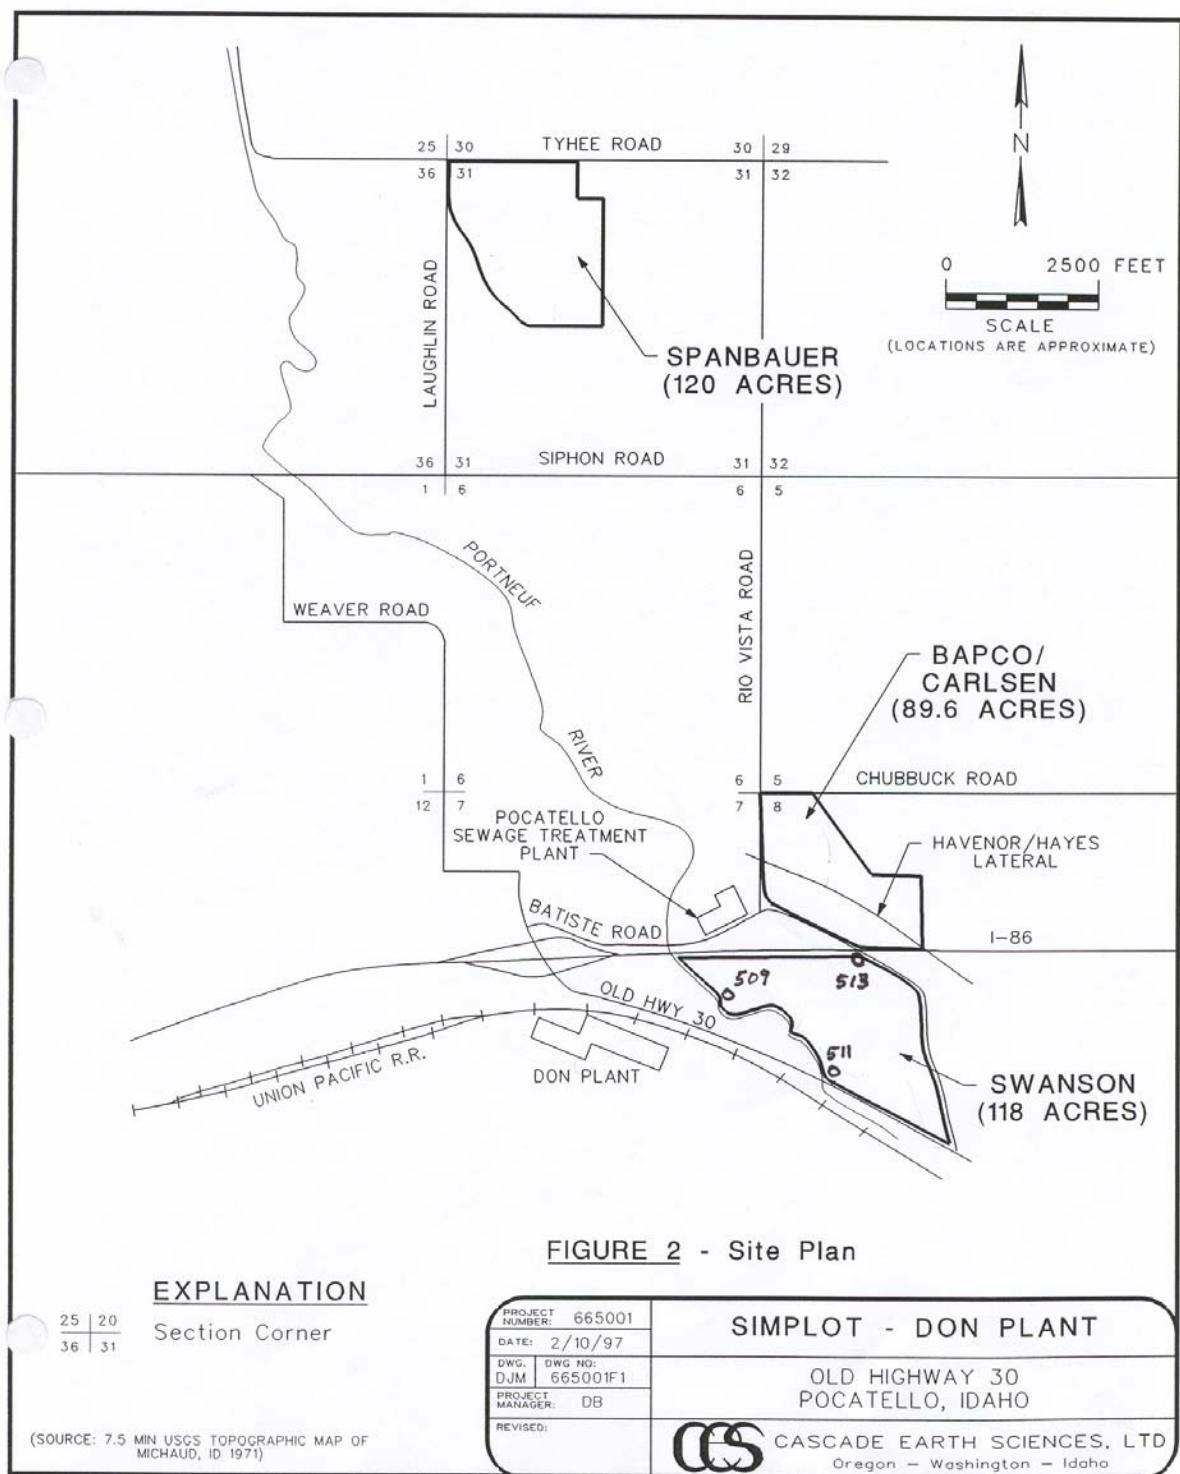 25 30
TYHEE ROAD
30 29
36 31
31 32
N
0 2500 FEET
SCALE
(LOCATIONS ARE APPROXIMATE)
LAUGHLIN ROAD
SPANBAUER
(120 ACRES)
36 31
SIPHON ROAD
31 32
1 6
6 5
PORTNEUF
RIVER
WEAVER ROAD
RIO VISTA ROAD
BAPCO/
CARLSEN
(89.6 ACRES)
1 6
12 7
6 5
7 8
CHUBBUCK ROAD
POCATELLO
SEWAGE TREATMENT
PLANT
HAVENOR/HAYES
LATERAL
BATISTE ROAD
I-86
509
513
OLD HWY 30
511
UNION PACIFIC R.R.
DON PLANT
SWANSON
(118 ACRES)
FIGURE 2 - Site Plan
EXPLANATION
25 20
36 31
Section Corner
(SOURCE: 7.5 MIN USGS TOPOGRAPHIC MAP OF
MICHAUD, ID 1971)
PROJECT
NUMBER: 665001
DATE: 2/10/97
DWG.
DJM
DWG NO:
665001F1
PROJECT
MANAGER: DB
REVISED:
SIMPLOT - DON PLANT
OLD HIGHWAY 30
POCATELLO, IDAHO
CES
CASCADE EARTH SCIENCES, LTD
Oregon - Washington - Idaho